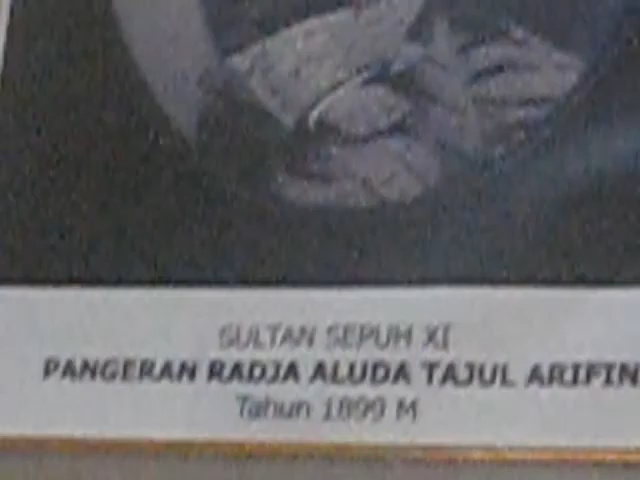 SULTAN SEPUH XI
PANGERAN RADJA ALUDA TAJUL ARIFIN
Tahun 1899 M